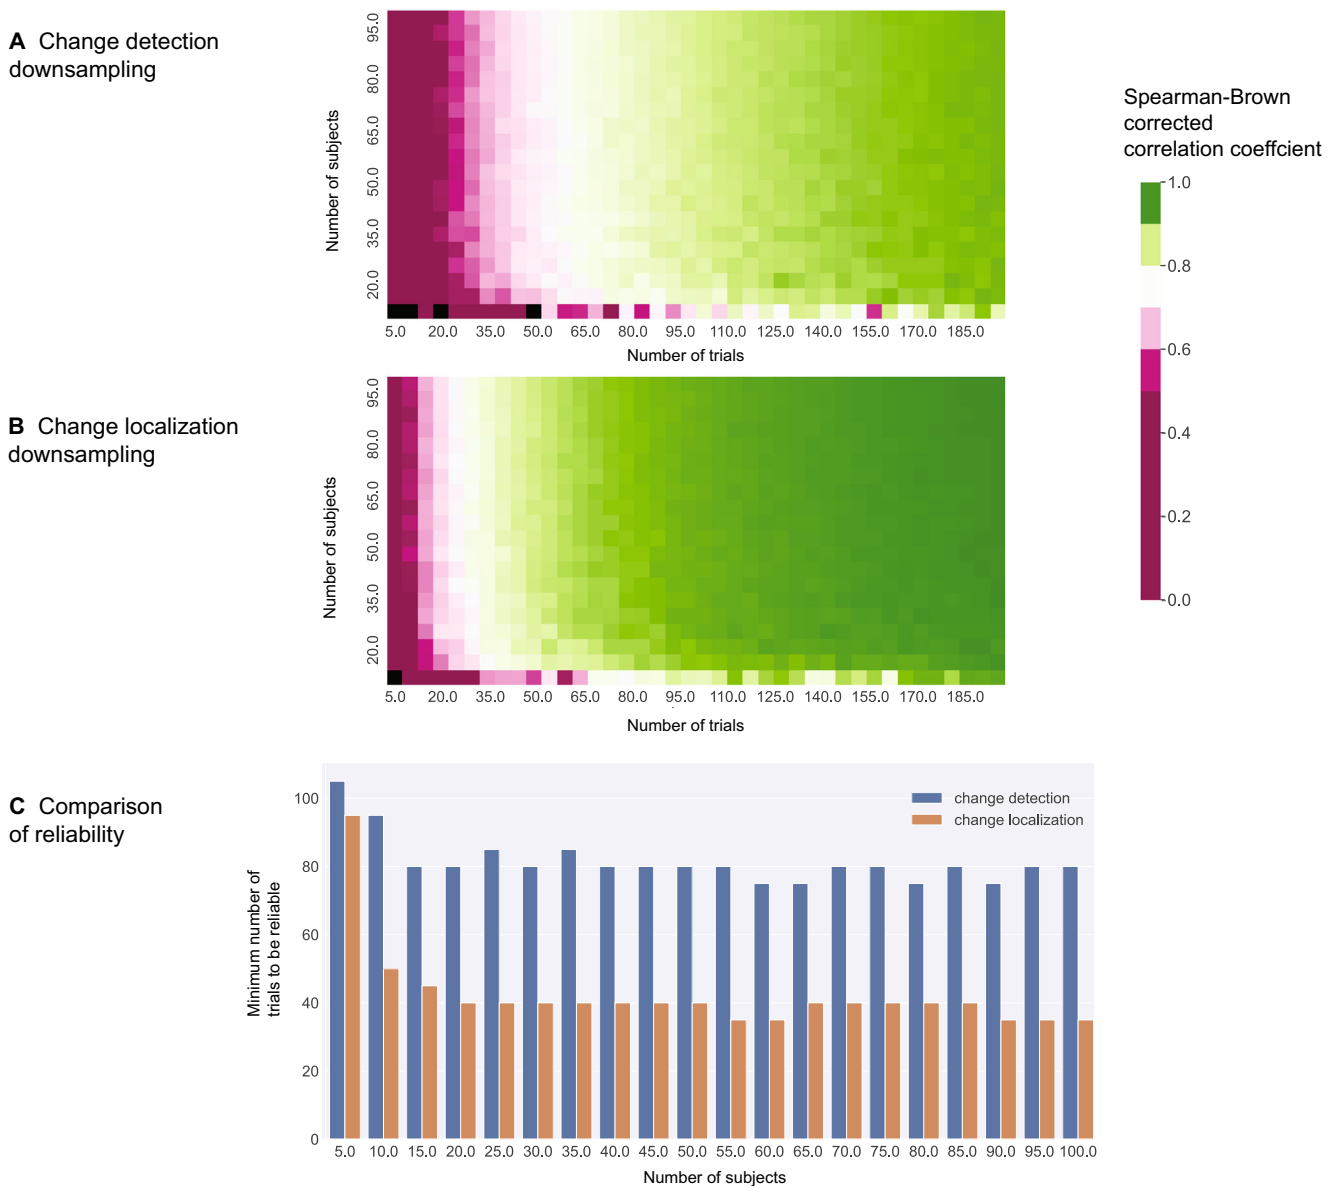 A Change detection
downsampling
Number of subjects
95.0
80.0
65.0
50.0
35.0
20.0
5.0 20.0 35.0 50.0 65.0 80.0 95.0 110.0 125.0 140.0 155.0 170.0 185.0
Number of trials
Spearman-Brown
corrected
correlation coeffcient
1.0
0.8
0.6
0.4
0.2
0.0
B Change localization
downsampling
Number of subjects
95.0
80.0
65.0
50.0
35.0
20.0
5.0 20.0 35.0 50.0 65.0 80.0 95.0 110.0 125.0 140.0 155.0 170.0 185.0
Number of trials
C Comparison
of reliability
Minimum number of
trials to be reliable
100
80
60
40
20
0
change detection
change localization
5.0 10.0 15.0 20.0 25.0 30.0 35.0 40.0 45.0 50.0 55.0 60.0 65.0 70.0 75.0 80.0 85.0 90.0 95.0 100.0
Number of subjects